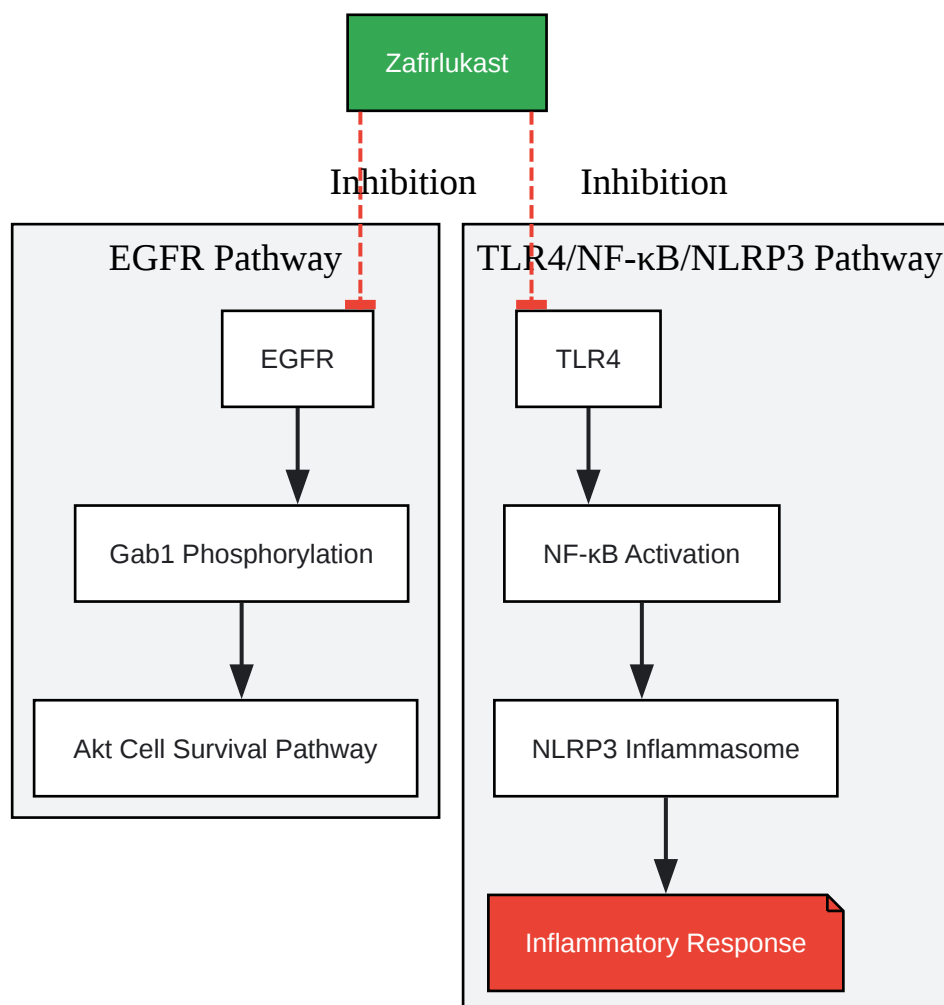 Zafirlukast
Inhibition
Inhibition
EGFR Pathway
EGFR
Gab1 Phosphorylation
Akt Cell Survival Pathway
TLR4/NF-κB/NLRP3 Pathway
TLR4
NF-κB Activation
NLRP3 Inflammasome
Inflammatory Response